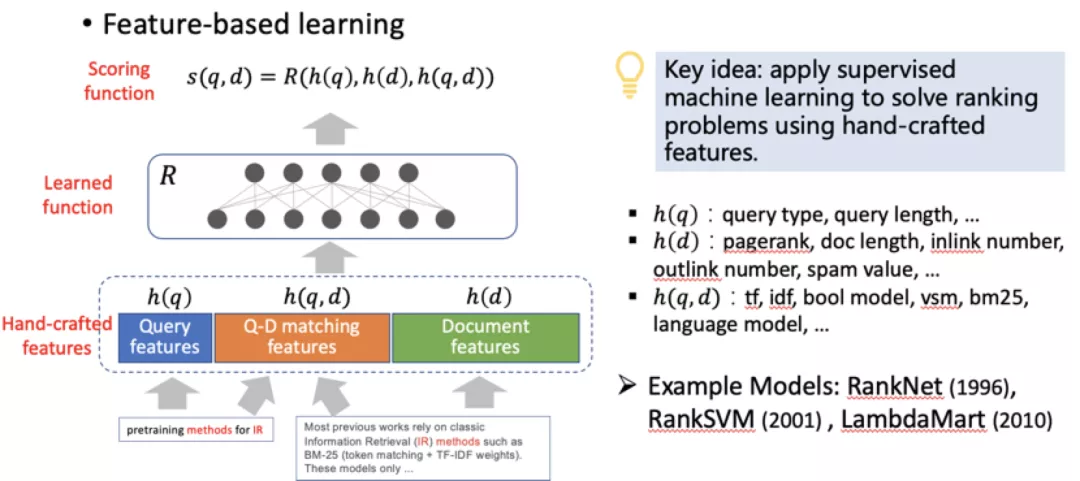 • Feature-based learning
Scoring
function
s(q,d) = R(h(q),h(d),h(q,d))
Learned
function
R
Hand-crafted
features
h(q)
h(q,d)
h(d)
Query
features
Q-D matching
features
Document
features
pretraining methods for IR
Most previous works rely on classic
Information Retrieval (IR) methods such as
BM-25 (token matching + TF-IDF weights).
These models only ...
Key idea: apply supervised
machine learning to solve ranking
problems using hand-crafted
features.
▪ h(q)：query type, query length, ...
▪ h(d)：pagerank, doc length, inlink number,
outlink number, spam value, ...
▪ h(q,d)：tf, idf, bool model, vsm, bm25,
language model, ...
➢ Example Models: RankNet (1996),
RankSVM (2001) , LambdaMart (2010)